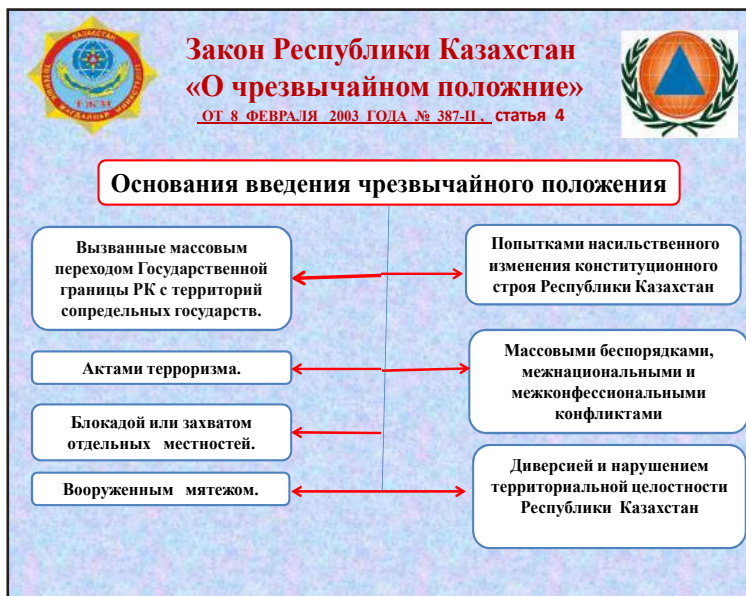 Закон Республики Казахстан
«О чрезвычайном положние»
ОТ 8 ФЕВРАЛЯ 2003 ГОДА № 387-II , статья 4
Основания введения чрезвычайного положения
Вызванные массовым
переходом Государственной
границы РК с территорий
сопредельных государств.
Попытками насильственного
изменения конституционного
строя Республики Казахстан
Актами терроризма.
Массовыми беспорядками,
межнациональными и
межконфессиональными
конфликтами
Блокадой или захватом
отдельных местностей.
Вооруженным мятежом.
Диверсией и нарушением
территориальной целостности
Республики Казахстан